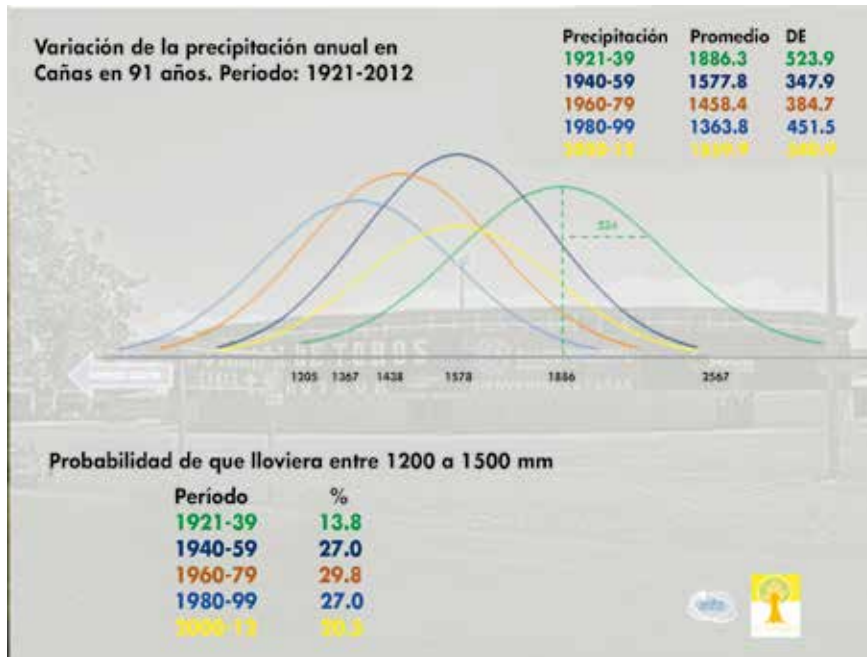 Variación de la precipitación anual en
Cañas en 91 años. Período: 1921-2012
Precipitación Promedio DE
1921-39 1886.3 523.9
1940-59 1577.8 347.9
1960-79 1458.4 384.7
1980-99 1363.8 451.5
524
1205 1367 1438 1578 1886 2567
Probabilidad de que lloviera entre 1200 a 1500 mm
Período %
1921-39 13.8
1940-59 27.0
1960-79 29.8
1980-99 27.0
2000-12